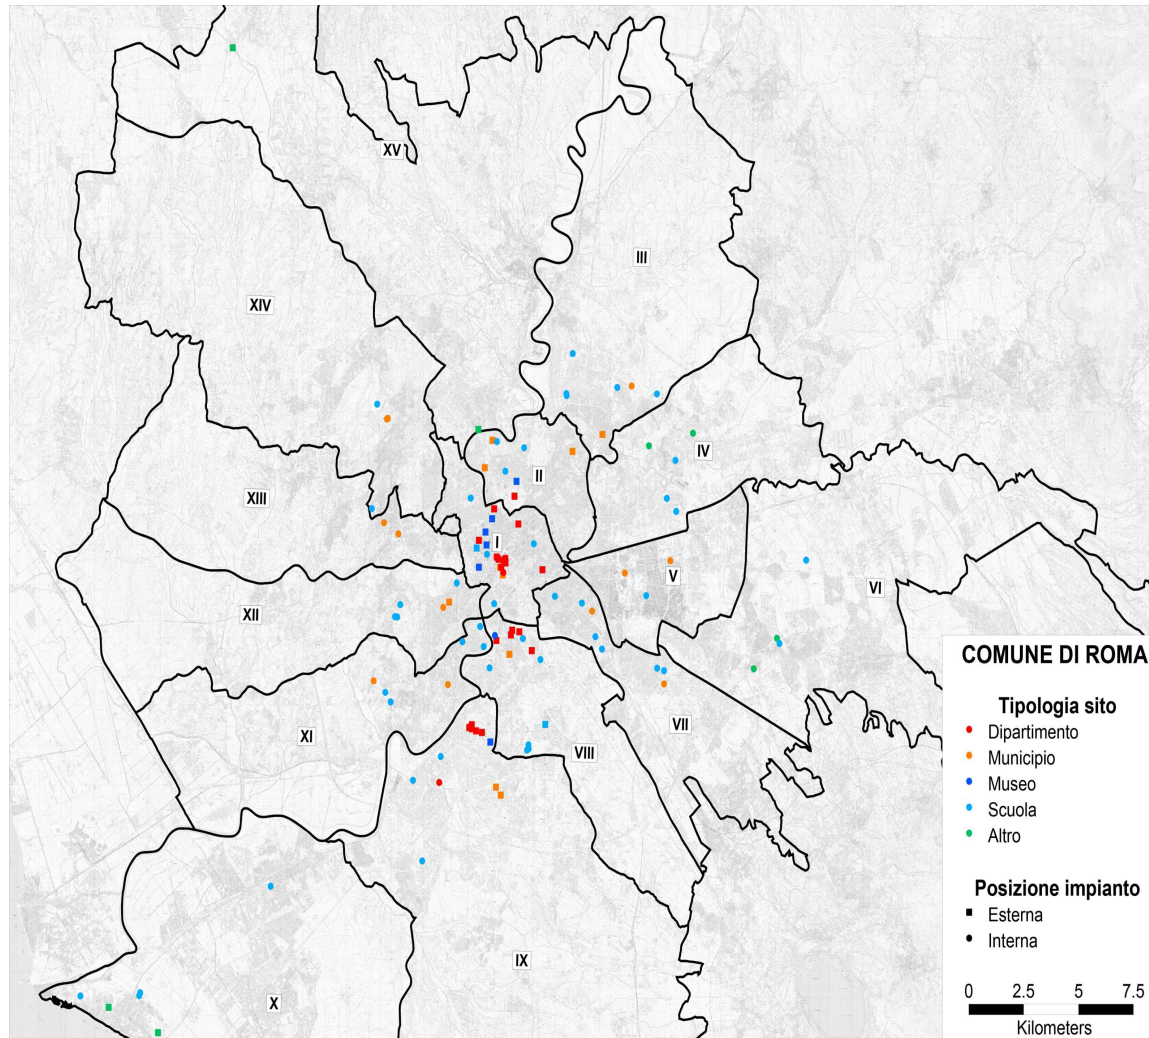 XV
III
XIV
IV
II
XIII
I
V
VI
XII
VII
XI
VIII
IX
X
COMUNE DI ROMA
Tipologia sito
Dipartimento
Municipio
Museo
Scuola
Altro
Posizione impianto
Esterna
Interna
0 2.5 5 7.5
Kilometers